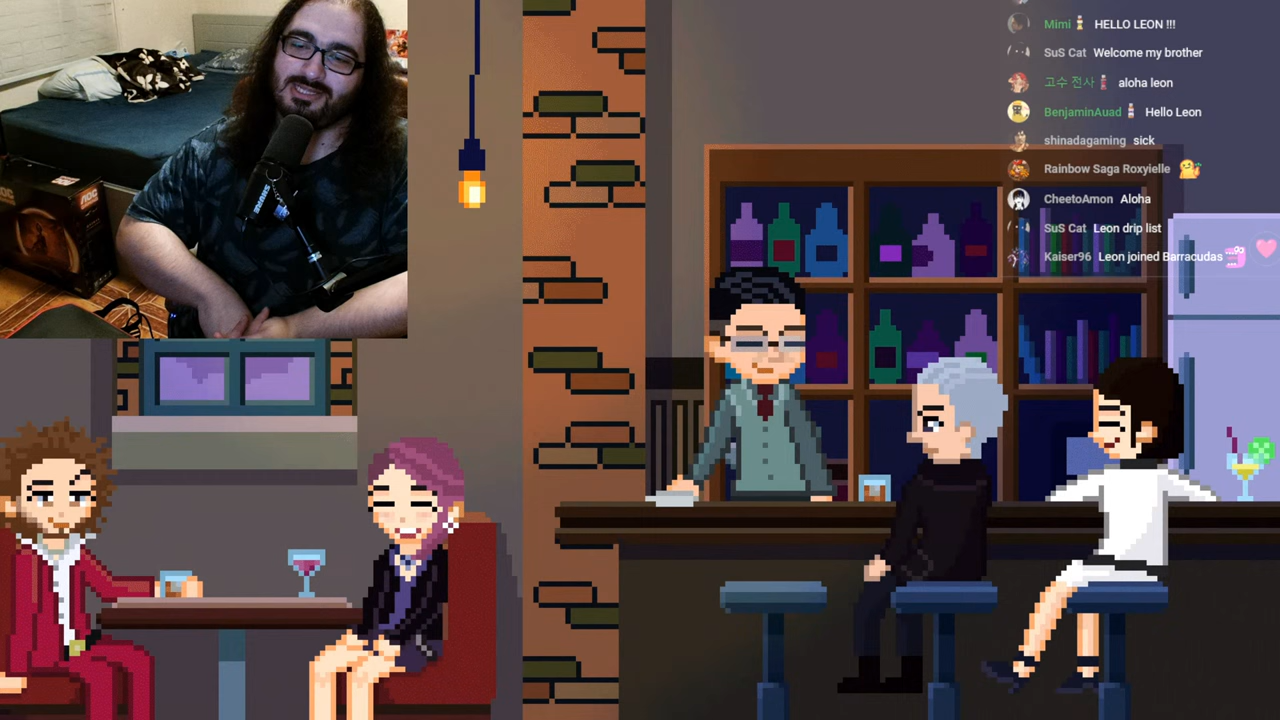 Mimi HELLO LEON !!!
SuS Cat Welcome my brother
고수 전사 aloha leon
BenjaminAuad Hello Leon
shinadagaming sick
Rainbow Saga Roxyielle
CheetoAmon Aloha
SuS Cat Leon drip list
Kaiser96 Leon joined Barracudas